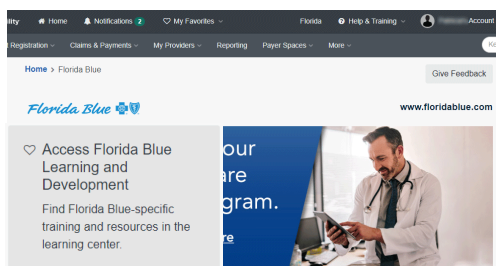 ility Home Notifications 2 My Favorites Florida Help & Training Account
Registration Claims & Payments My Providers Reporting Payer Spaces More Ke
Home > Florida Blue
Give Feedback
Florida Blue
www.floridablue.com
Access Florida Blue
Learning and
Development
Find Florida Blue-specific
training and resources in the
learning center.
our
re
gram.
re